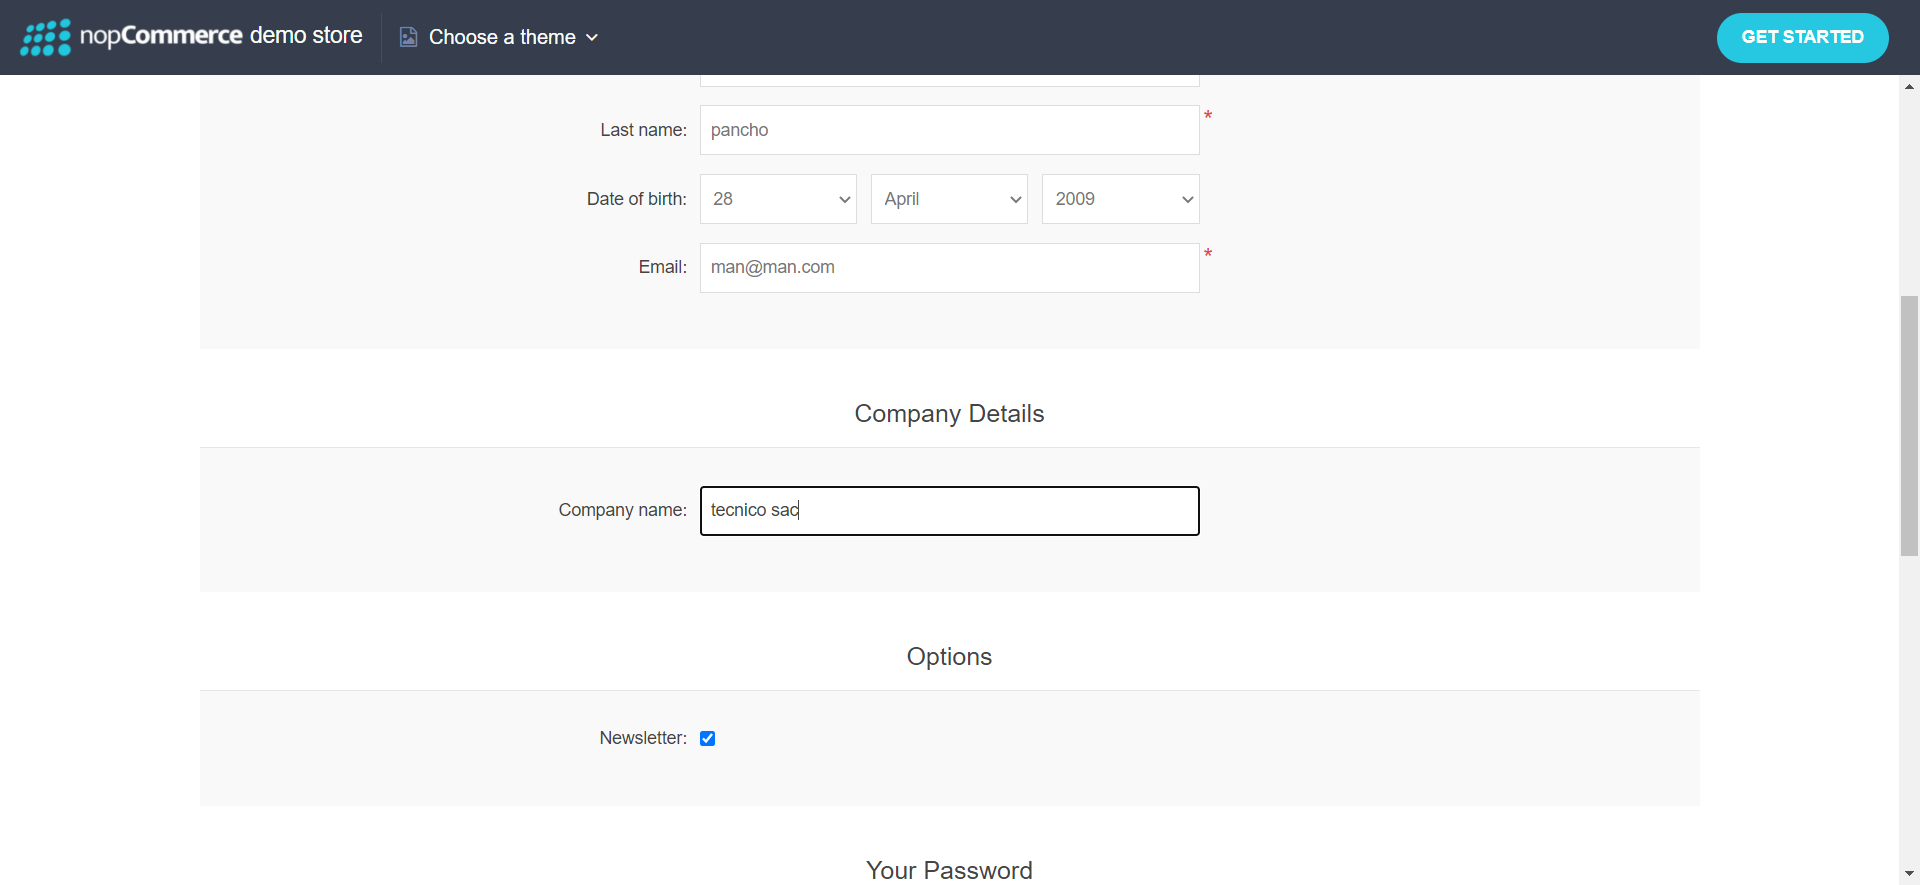 nopCommerce demo store
Choose a theme
GET STARTED
Last name: pancho *
Date of birth: 28 April 2009
Email: man@man.com *
Company Details
Company name: tecnico sac
Options
Newsletter:
Your Password